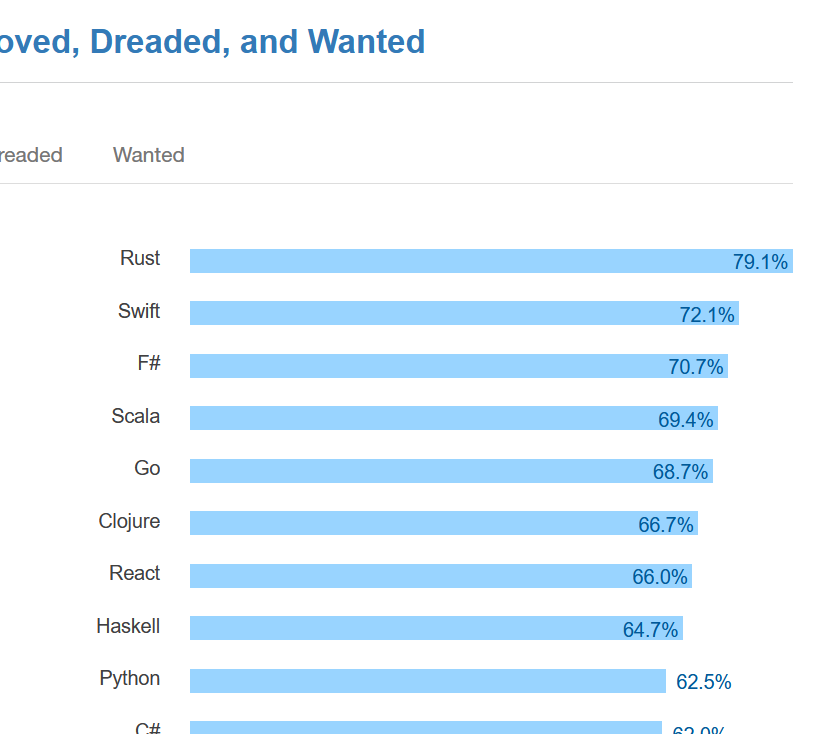 oved, Dreaded, and Wanted
readed Wanted
Rust 79.1%
Swift 72.1%
F# 70.7%
Scala 69.4%
Go 68.7%
Clojure 66.7%
React 66.0%
Haskell 64.7%
Python 62.5%
C# 62.0%